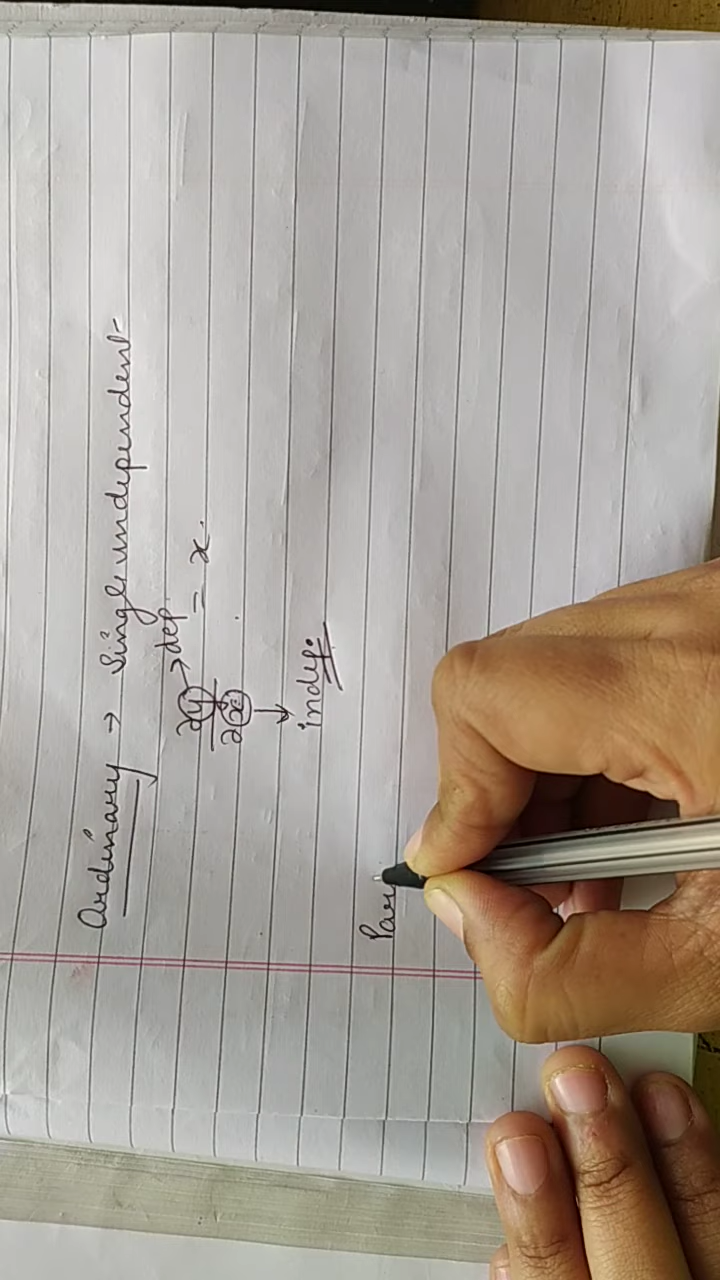 Ordinary → Single independent
∂y → dep
∂x = x.
↓
indep.
Par